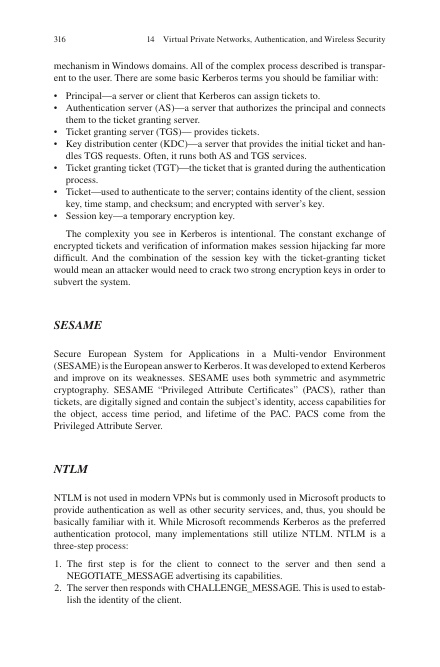 316 14 Virtual Private Networks, Authentication, and Wireless Security
mechanism in Windows domains. All of the complex process described is transpar-
ent to the user. There are some basic Kerberos terms you should be familiar with:
• Principal—a server or client that Kerberos can assign tickets to.
• Authentication server (AS)—a server that authorizes the principal and connects
them to the ticket granting server.
• Ticket granting server (TGS)— provides tickets.
• Key distribution center (KDC)—a server that provides the initial ticket and han-
dles TGS requests. Often, it runs both AS and TGS services.
• Ticket granting ticket (TGT)—the ticket that is granted during the authentication
process.
• Ticket—used to authenticate to the server; contains identity of the client, session
key, time stamp, and checksum; and encrypted with server’s key.
• Session key—a temporary encryption key.
The complexity you see in Kerberos is intentional. The constant exchange of
encrypted tickets and verification of information makes session hijacking far more
difficult. And the combination of the session key with the ticket-granting ticket
would mean an attacker would need to crack two strong encryption keys in order to
subvert the system.
SESAME
Secure European System for Applications in a Multi-vendor Environment
(SESAME) is the European answer to Kerberos. It was developed to extend Kerberos
and improve on its weaknesses. SESAME uses both symmetric and asymmetric
cryptography. SESAME “Privileged Attribute Certificates” (PACS), rather than
tickets, are digitally signed and contain the subject’s identity, access capabilities for
the object, access time period, and lifetime of the PAC. PACS come from the
Privileged Attribute Server.
NTLM
NTLM is not used in modern VPNs but is commonly used in Microsoft products to
provide authentication as well as other security services, and, thus, you should be
basically familiar with it. While Microsoft recommends Kerberos as the preferred
authentication protocol, many implementations still utilize NTLM. NTLM is a
three-step process:
1. The first step is for the client to connect to the server and then send a
NEGOTIATE_MESSAGE advertising its capabilities.
2. The server then responds with CHALLENGE_MESSAGE. This is used to estab-
lish the identity of the client.